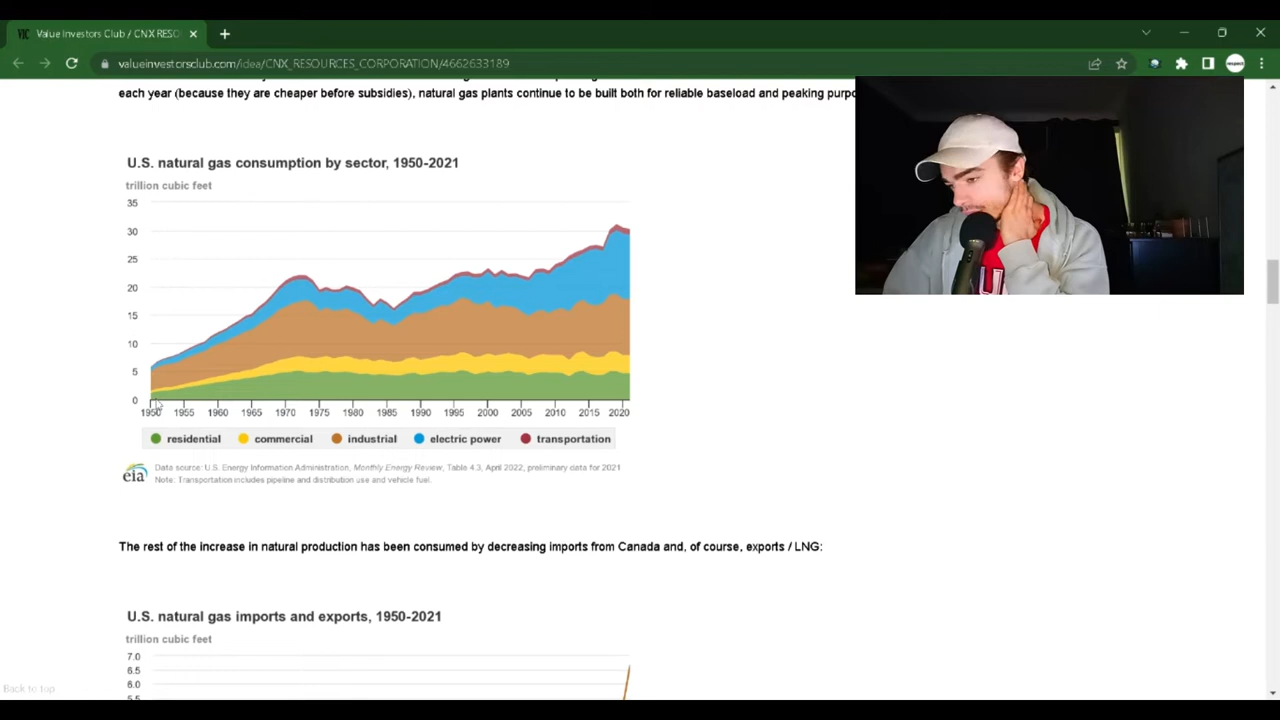 Value Investors Club / CNX RESO
valueinvestorsclub.com/idea/CNX_RESOURCES_CORPORATION/4662633189
each year (because they are cheaper before subsidies), natural gas plants continue to be built both for reliable baseload and peaking purpo
U.S. natural gas consumption by sector, 1950-2021
trillion cubic feet
35
30
25
20
15
10
5
0
1950 1955 1960 1965 1970 1975 1980 1985 1990 1995 2000 2005 2010 2015 2020
residential commercial industrial electric power transportation
eia
Data source: U.S. Energy Information Administration, Monthly Energy Review, Table 4.3, April 2022, preliminary data for 2021
Note: Transportation includes pipeline and distribution use and vehicle fuel.
The rest of the increase in natural production has been consumed by decreasing imports from Canada and, of course, exports / LNG:
U.S. natural gas imports and exports, 1950-2021
trillion cubic feet
7.0
6.5
6.0
5.5
Back to top